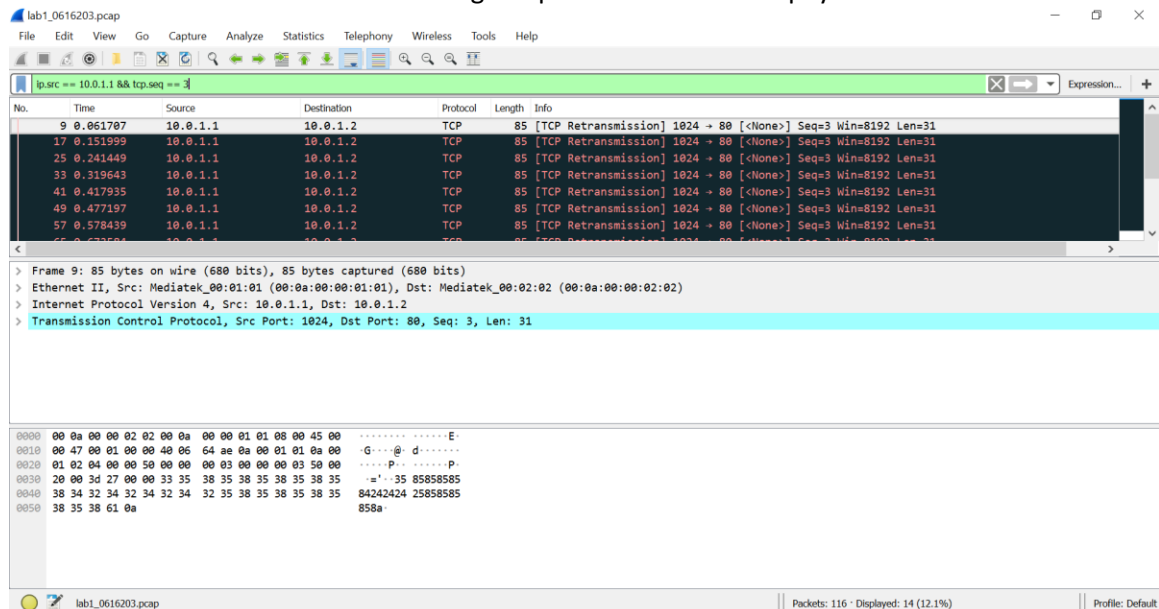 lab1_0616203.pcap
File Edit View Go Capture Analyze Statistics Telephony Wireless Tools Help
ip.src == 10.0.1.1 && tcp.seq == 3 Expression... +
No. Time Source Destination Protocol Length Info
9 0.061707 10.0.1.1 10.0.1.2 TCP 85 [TCP Retransmission] 1024 → 80 [<None>] Seq=3 Win=8192 Len=31
17 0.151999 10.0.1.1 10.0.1.2 TCP 85 [TCP Retransmission] 1024 → 80 [<None>] Seq=3 Win=8192 Len=31
25 0.241449 10.0.1.1 10.0.1.2 TCP 85 [TCP Retransmission] 1024 → 80 [<None>] Seq=3 Win=8192 Len=31
33 0.319643 10.0.1.1 10.0.1.2 TCP 85 [TCP Retransmission] 1024 → 80 [<None>] Seq=3 Win=8192 Len=31
41 0.417935 10.0.1.1 10.0.1.2 TCP 85 [TCP Retransmission] 1024 → 80 [<None>] Seq=3 Win=8192 Len=31
49 0.477197 10.0.1.1 10.0.1.2 TCP 85 [TCP Retransmission] 1024 → 80 [<None>] Seq=3 Win=8192 Len=31
57 0.578439 10.0.1.1 10.0.1.2 TCP 85 [TCP Retransmission] 1024 → 80 [<None>] Seq=3 Win=8192 Len=31
> Frame 9: 85 bytes on wire (680 bits), 85 bytes captured (680 bits)
> Ethernet II, Src: Mediatek_00:01:01 (00:0a:00:00:01:01), Dst: Mediatek_00:02:02 (00:0a:00:00:02:02)
> Internet Protocol Version 4, Src: 10.0.1.1, Dst: 10.0.1.2
> Transmission Control Protocol, Src Port: 1024, Dst Port: 80, Seq: 3, Len: 31
0000 00 0a 00 00 02 02 00 0a 00 00 01 01 08 00 45 00 ········ ······E·
0010 00 47 00 01 00 00 40 06 64 ae 0a 00 01 01 0a 00 ·G····@· d·······
0020 01 02 04 00 00 50 00 00 00 03 00 00 00 03 50 00 ·····P·· ······P·
0030 20 00 3d 27 00 00 33 35 38 35 38 35 38 35 38 35 ·='··35 85858585
0040 38 34 32 34 32 34 32 34 32 35 38 35 38 35 38 35 84242424 25858585
0050 38 35 38 61 0a 858a·
lab1_0616203.pcap Packets: 116 · Displayed: 14 (12.1%) Profile: Default